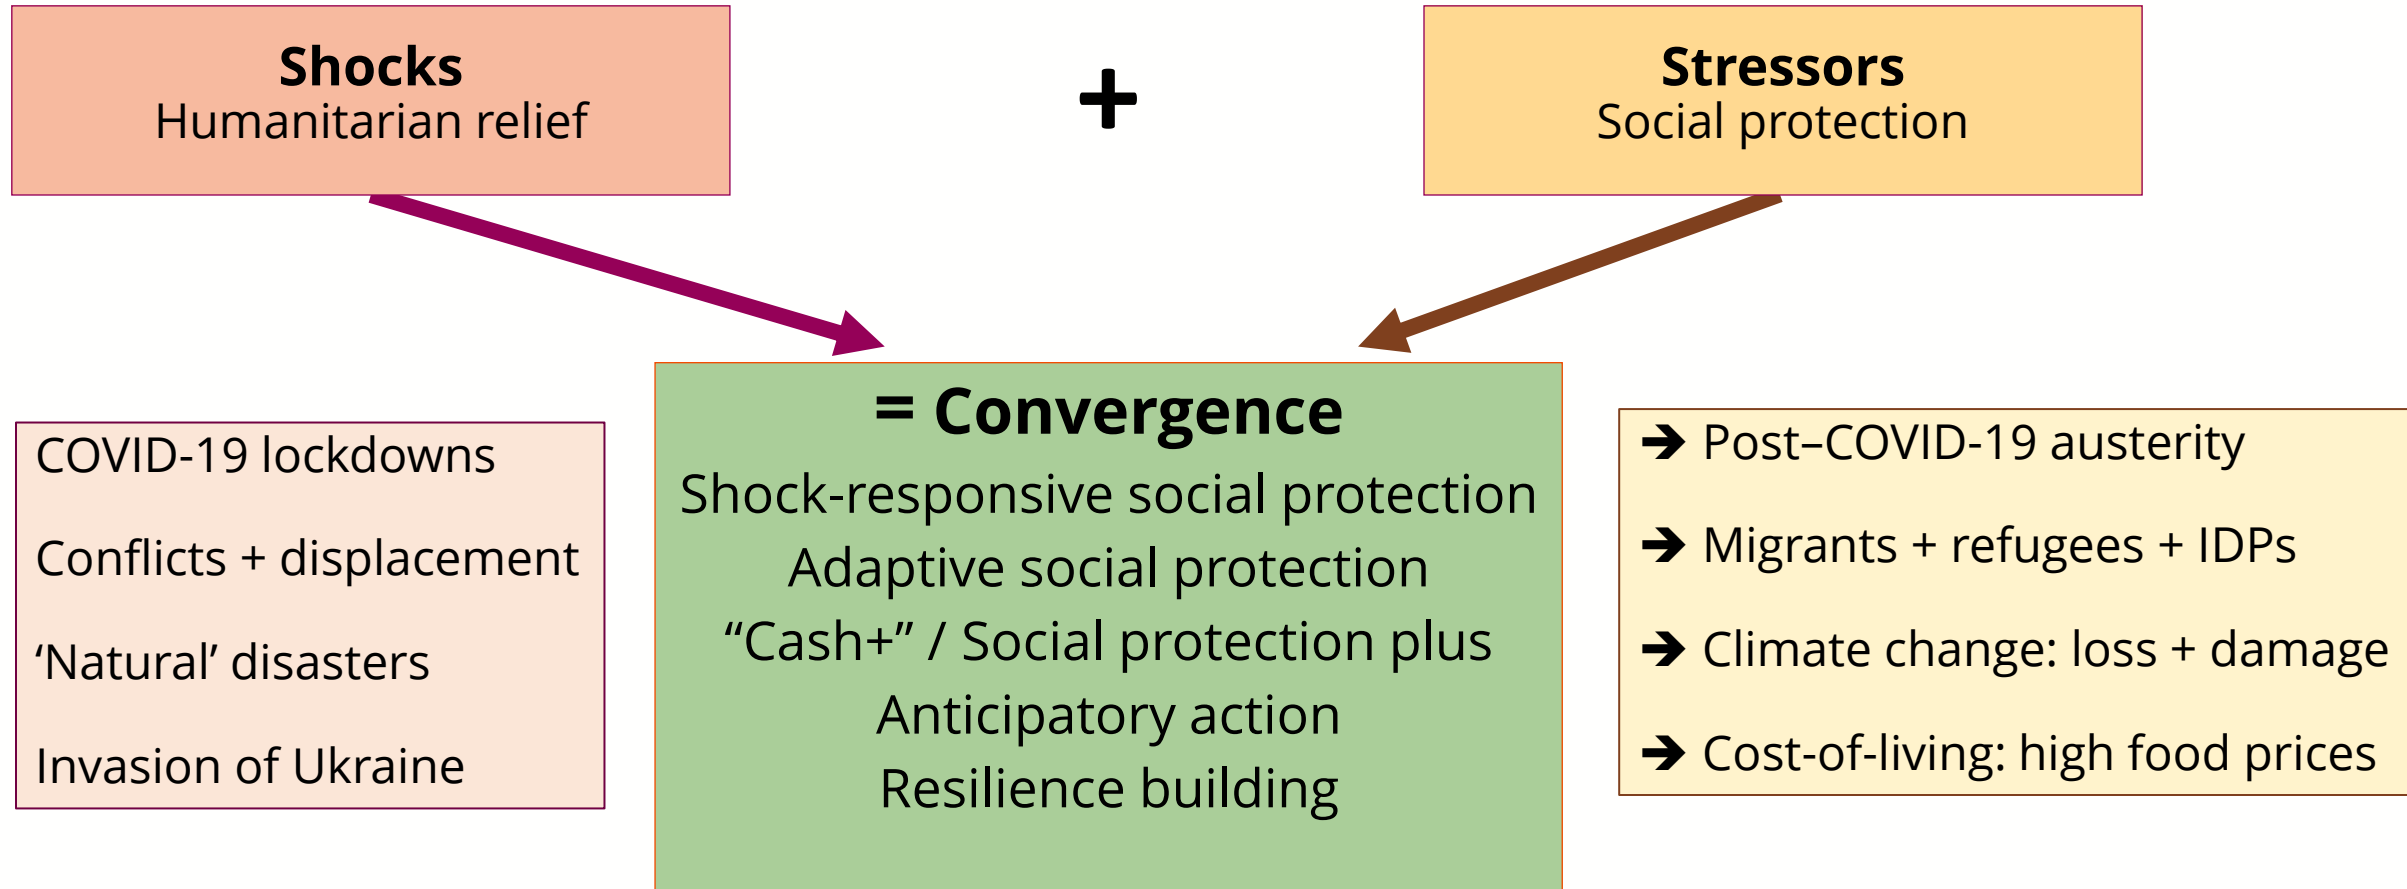 Shocks
Humanitarian relief
+
Stressors
Social protection
COVID-19 lockdowns
Conflicts + displacement
‘Natural’ disasters
Invasion of Ukraine
= Convergence
Shock-responsive social protection
Adaptive social protection
“Cash+” / Social protection plus
Anticipatory action
Resilience building
➔ Post–COVID-19 austerity
➔ Migrants + refugees + IDPs
➔ Climate change: loss + damage
➔ Cost-of-living: high food prices